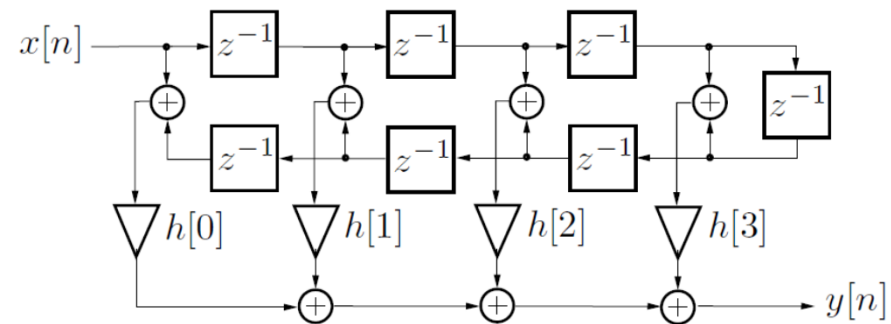 x[n] z⁻¹ z⁻¹ z⁻¹
+ + + + z⁻¹
z⁻¹ z⁻¹ z⁻¹
h[0] h[1] h[2] h[3]
+ + + y[n]